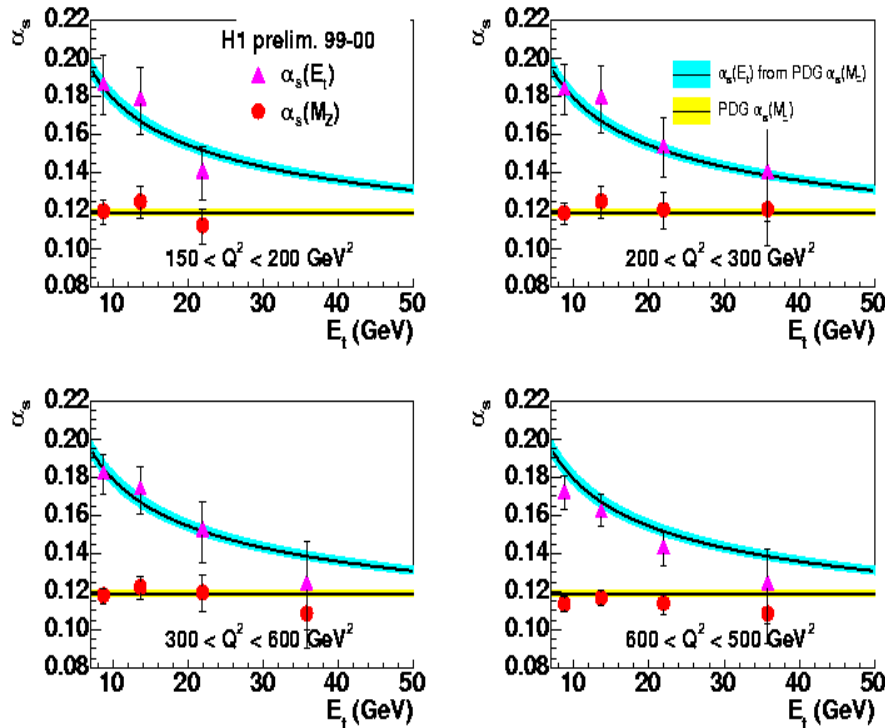 α_s
0.22
0.20
0.18
0.16
0.14
0.12
0.10
0.08
H1 prelim. 99-00
α_s(E_t)
α_s(M_Z)
150 < Q² < 200 GeV²
10 20 30 40 50
E_t (GeV)
α_s
0.22
0.20
0.18
0.16
0.14
0.12
0.10
0.08
α_s(E_t) from PDG α_s(M_Z)
PDG α_s(M_Z)
200 < Q² < 300 GeV²
10 20 30 40 50
E_t (GeV)
α_s
0.22
0.20
0.18
0.16
0.14
0.12
0.10
0.08
300 < Q² < 600 GeV²
10 20 30 40 50
E_t (GeV)
α_s
0.22
0.20
0.18
0.16
0.14
0.12
0.10
0.08
600 < Q² < 500 GeV²
10 20 30 40 50
E_t (GeV)